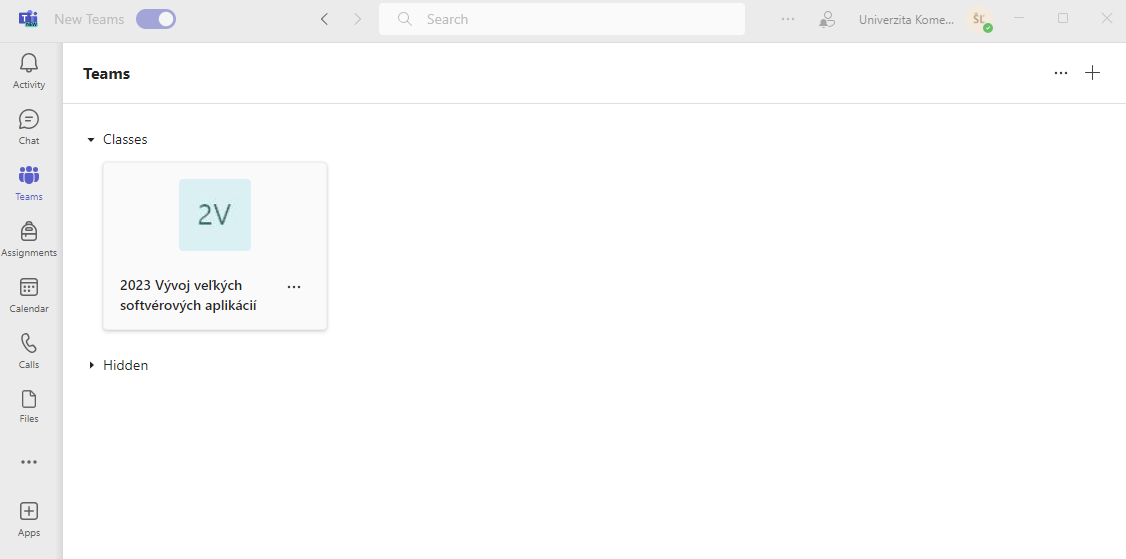 New Teams
Search
Univerzita Kome...
ŠĽ
Activity
Chat
Teams
Assignments
Calendar
Calls
Files
Apps
Teams
Classes
2V
2023 Vývoj veľkých
softvérových aplikácií
Hidden